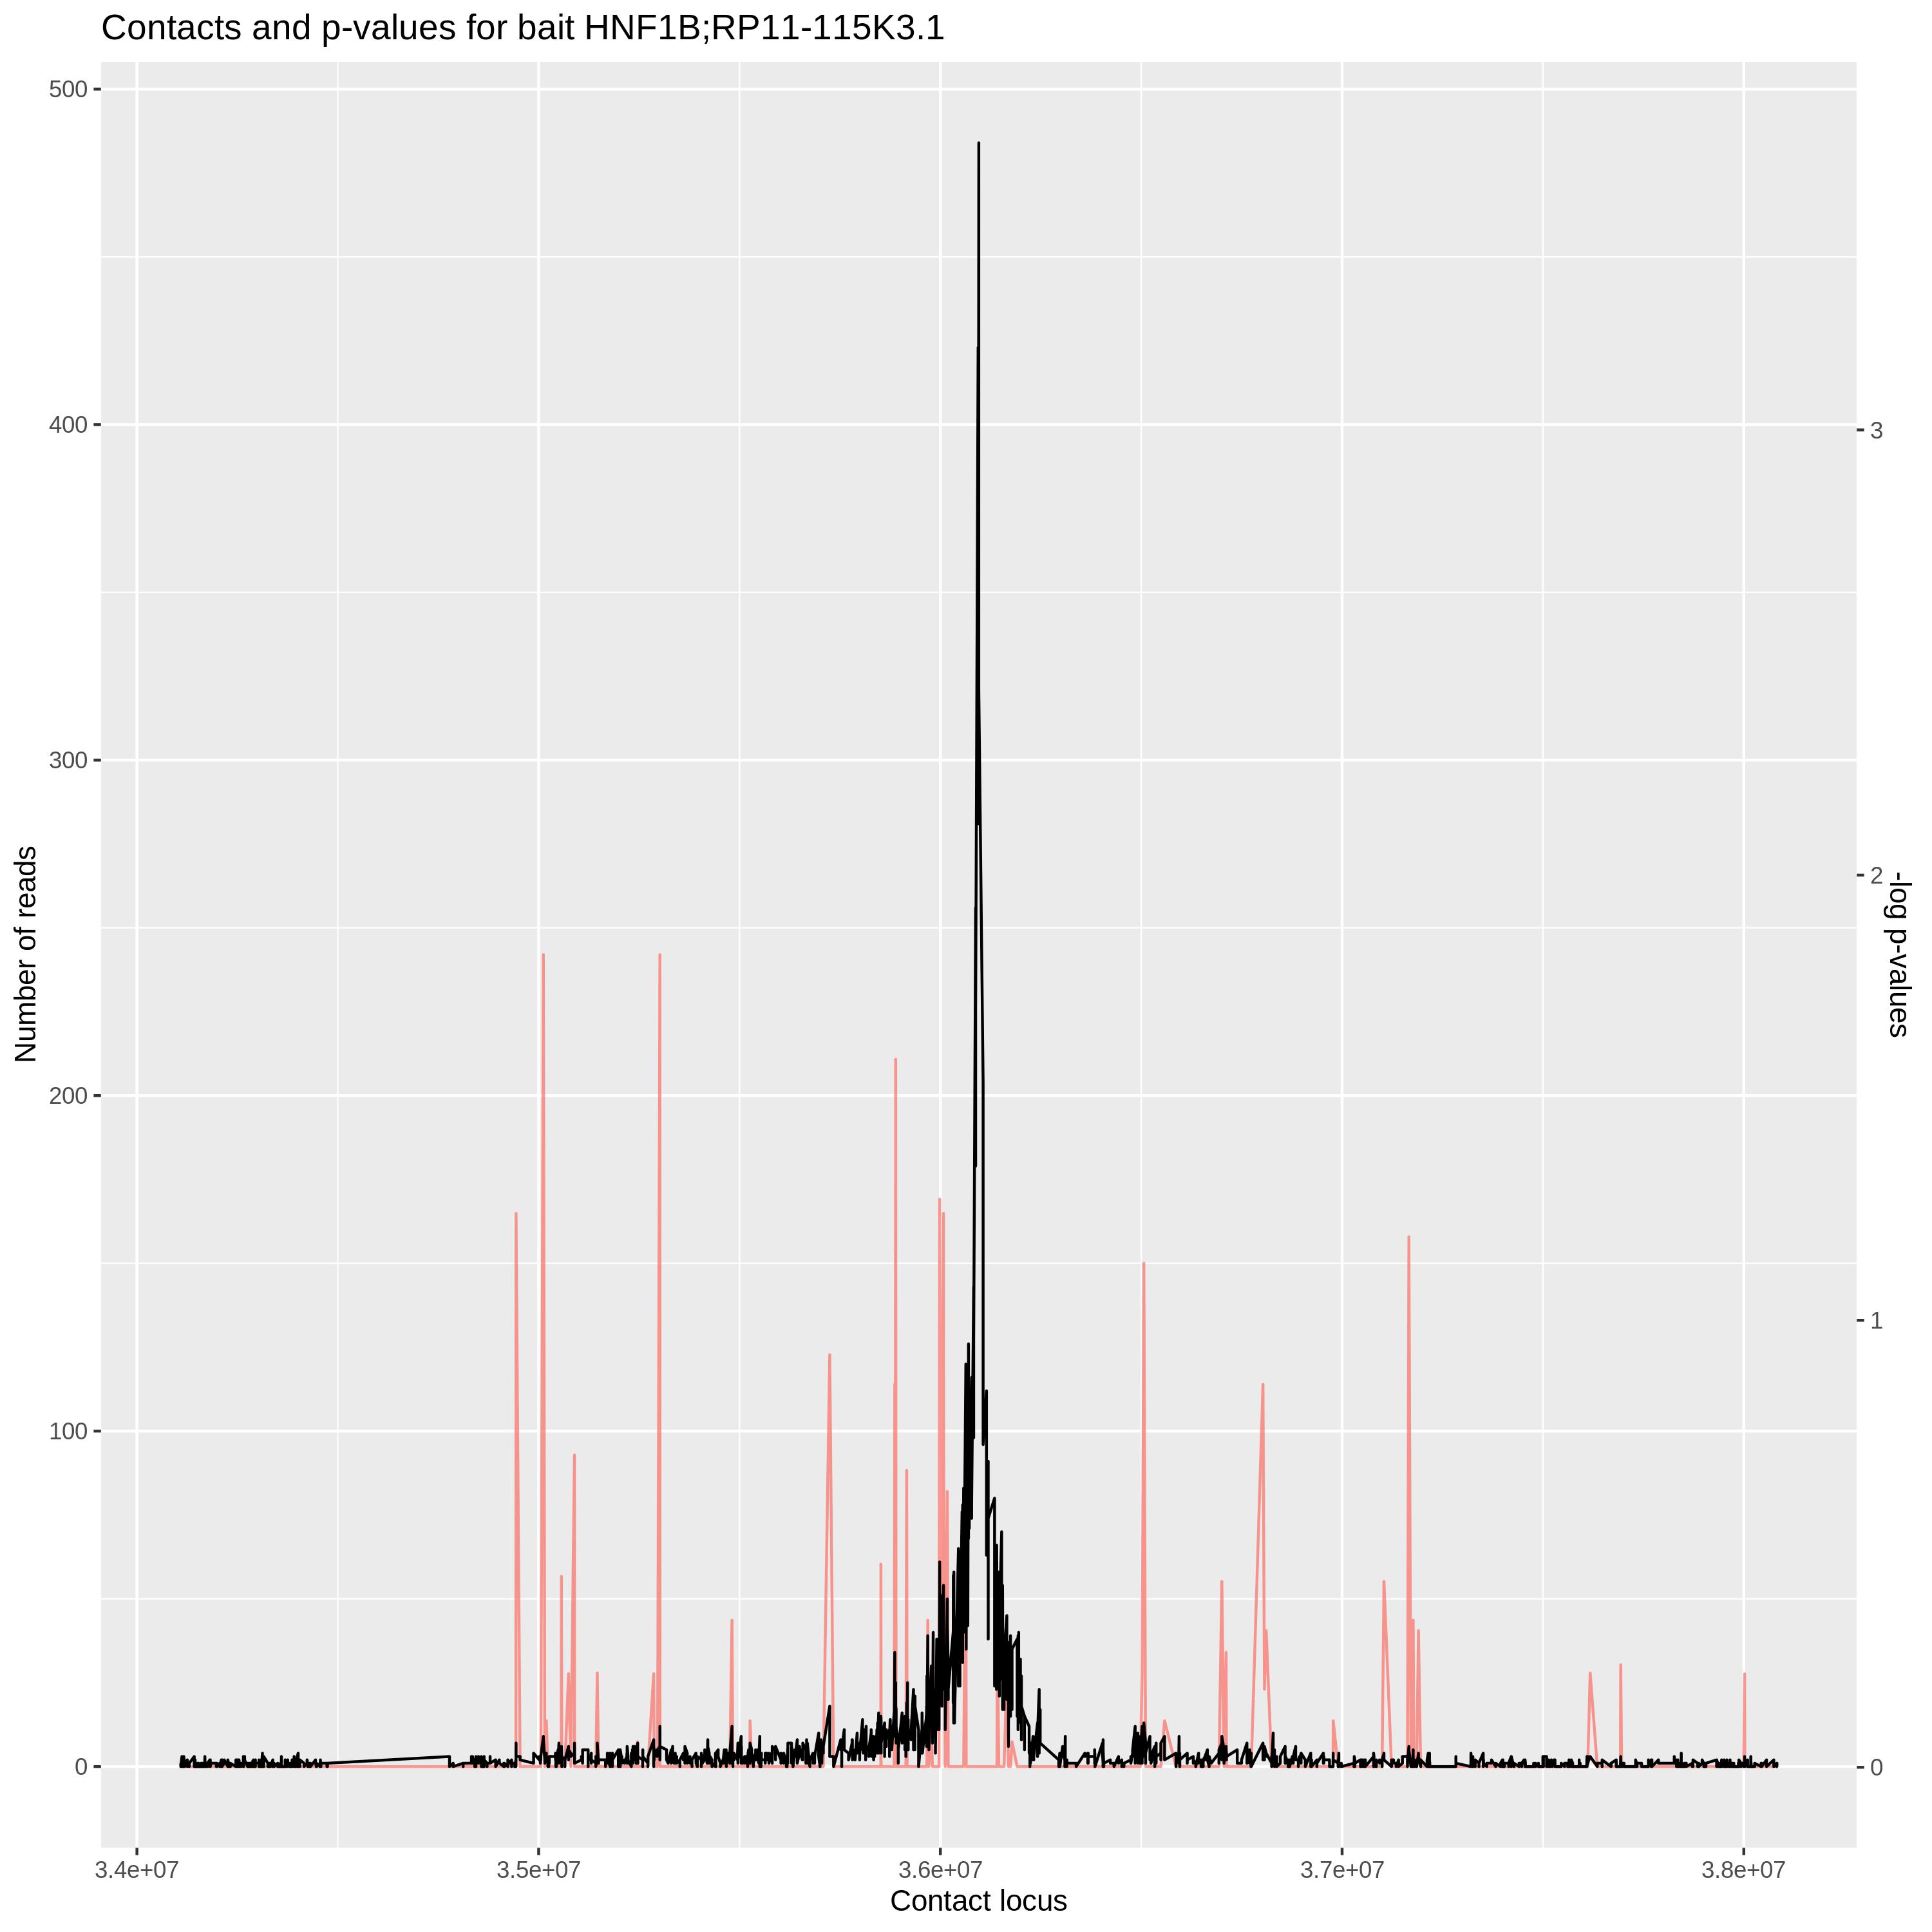 Contacts and p-values for bait HNF1B;RP11-115K3.1
500
400
300
200
100
0
Number of reads
3
2
1
0
-log p-values
3.4e+07
3.5e+07
3.6e+07
3.7e+07
3.8e+07
Contact locus